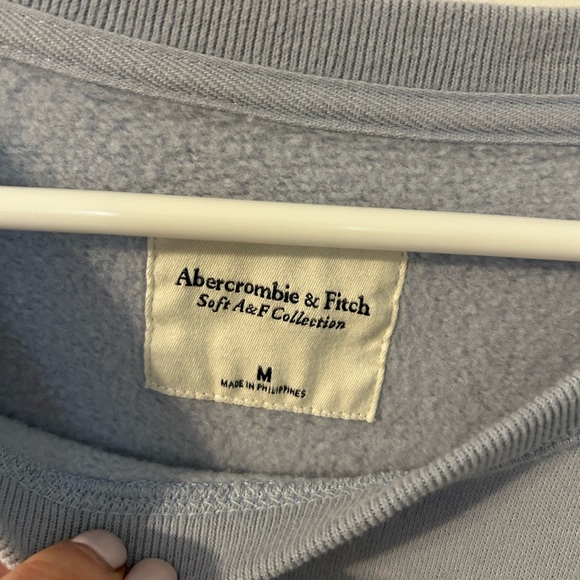 Abercrombie & Fitch
Soft A&F Collection
M
MADE IN PHILIPPINES